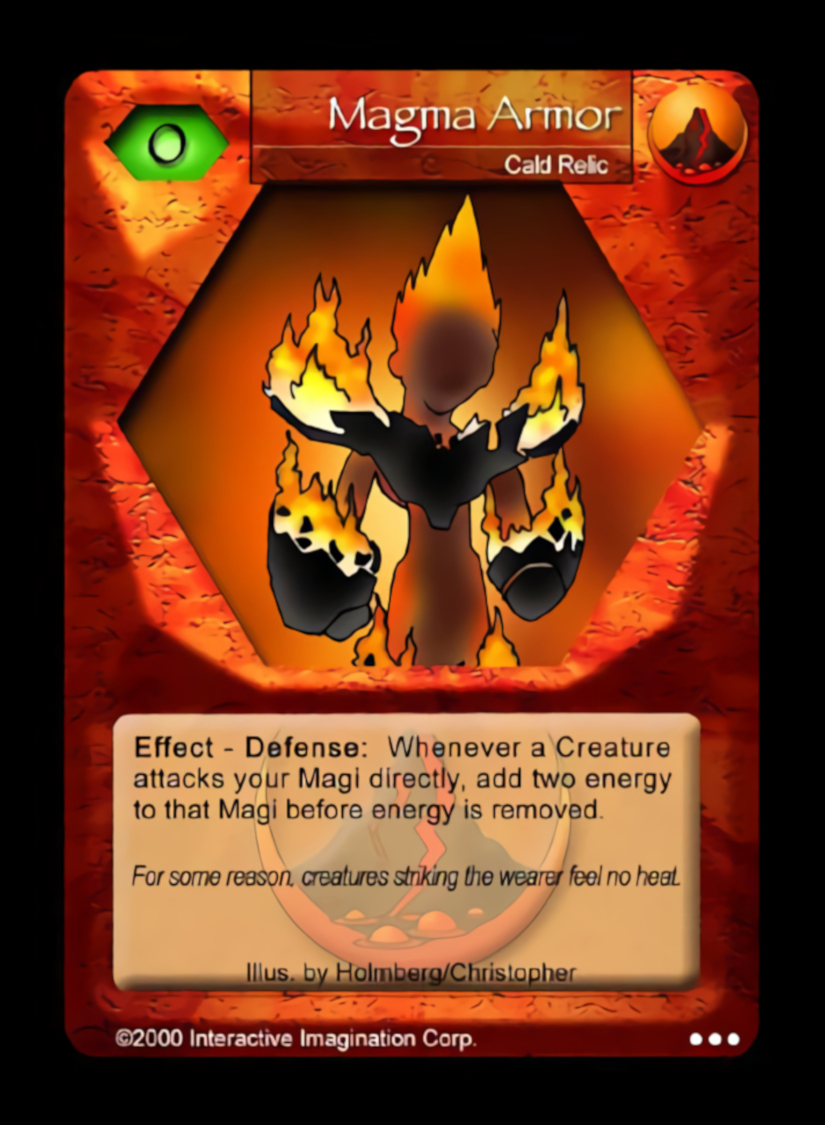 0
Magma Armor
Cald Relic
Effect - Defense: Whenever a Creature
attacks your Magi directly, add two energy
to that Magi before energy is removed.
For some reason, creatures striking the wearer feel no heat.
Illus. by Holmberg/Christopher
©2000 Interactive Imagination Corp.